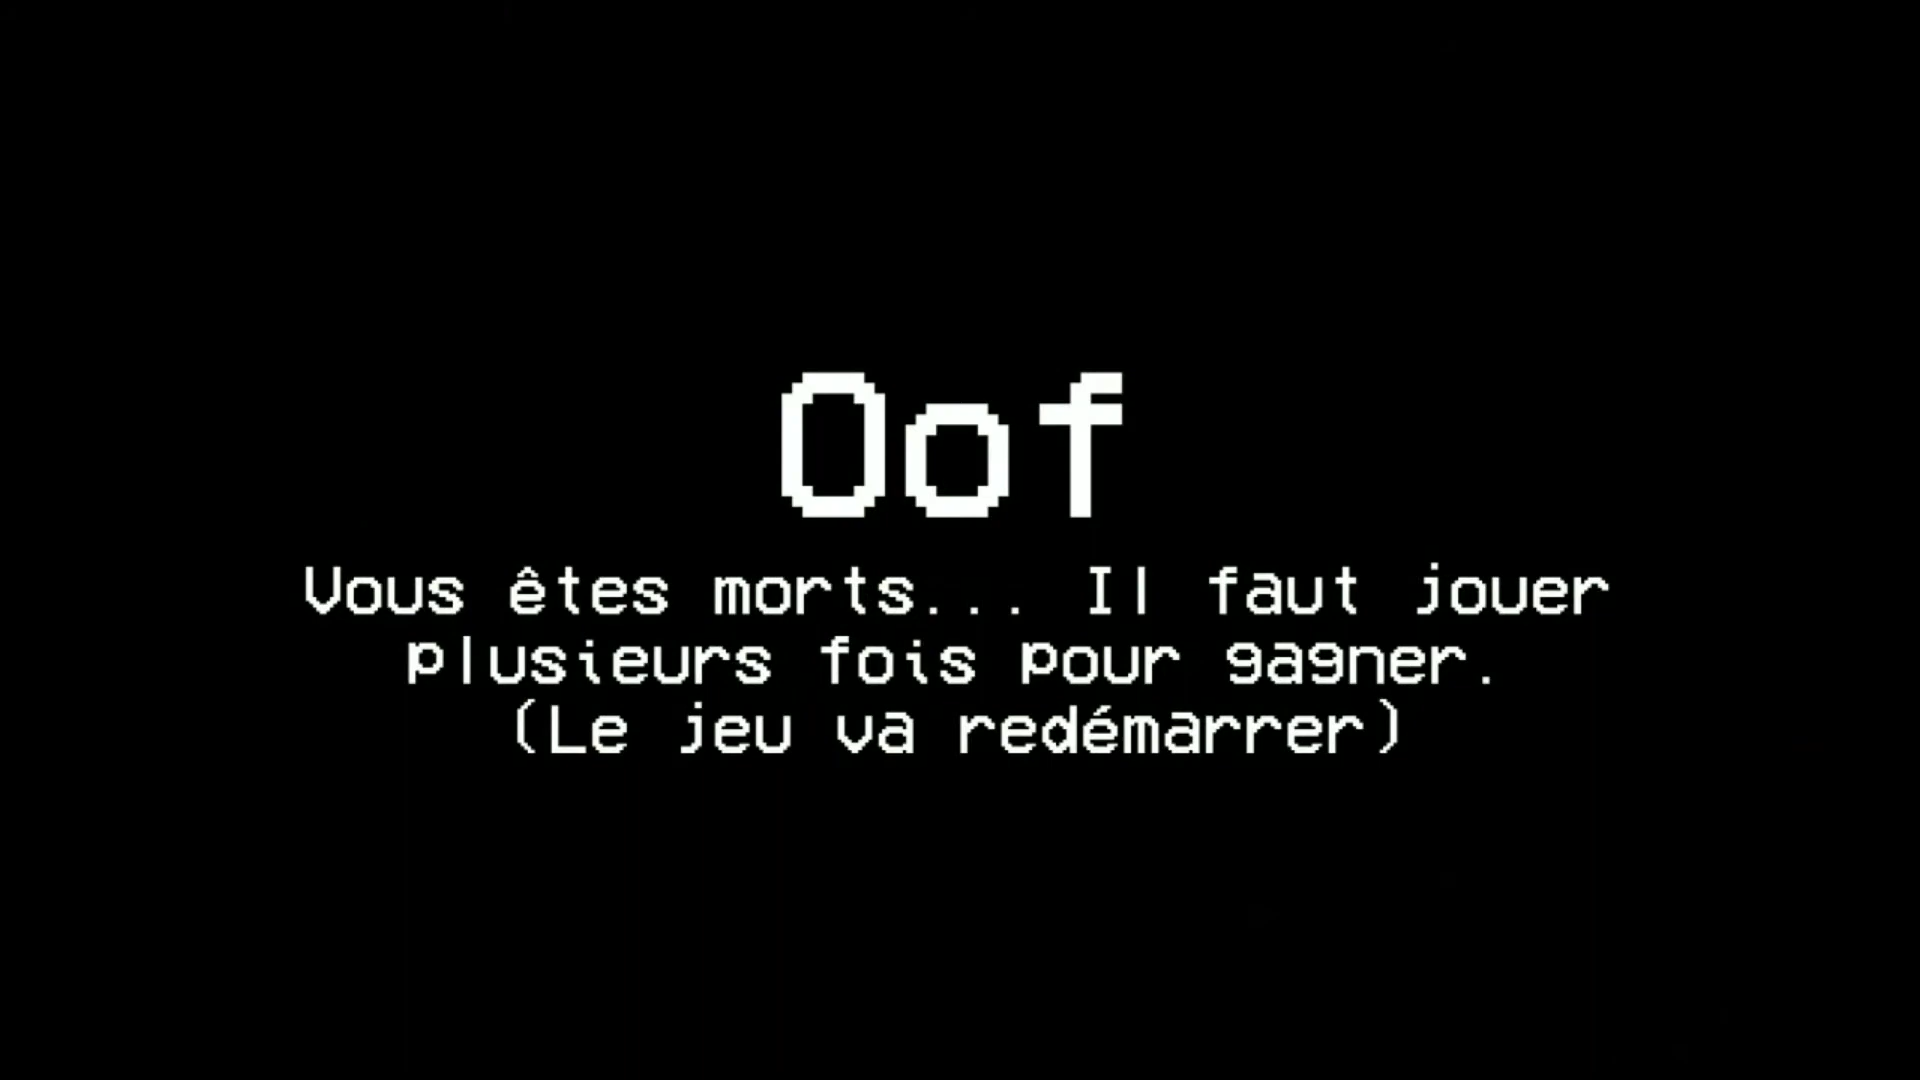 Oof
Vous êtes morts... Il faut jouer
plusieurs fois pour gagner.
(Le jeu va redémarrer)